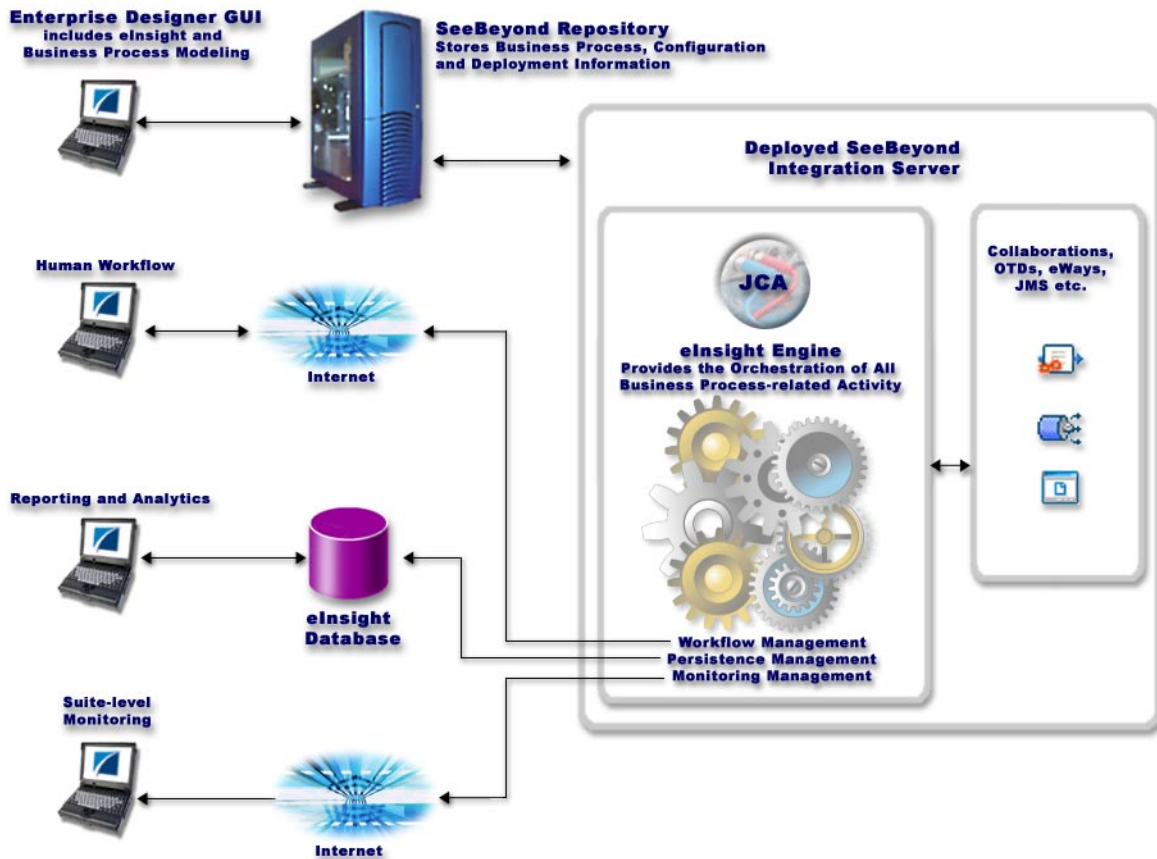 Enterprise Designer GUI
includes eInsight and
Business Process Modeling
SeeBeyond Repository
Stores Business Process, Configuration
and Deployment Information
Deployed SeeBeyond
Integration Server
Human Workflow
Internet
JCA
eInsight Engine
Provides the Orchestration of All
Business Process-related Activity
Collaborations,
OTDs, eWays,
JMS etc.
Reporting and Analytics
eInsight
Database
Workflow Management
Persistence Management
Monitoring Management
Suite-level
Monitoring
Internet